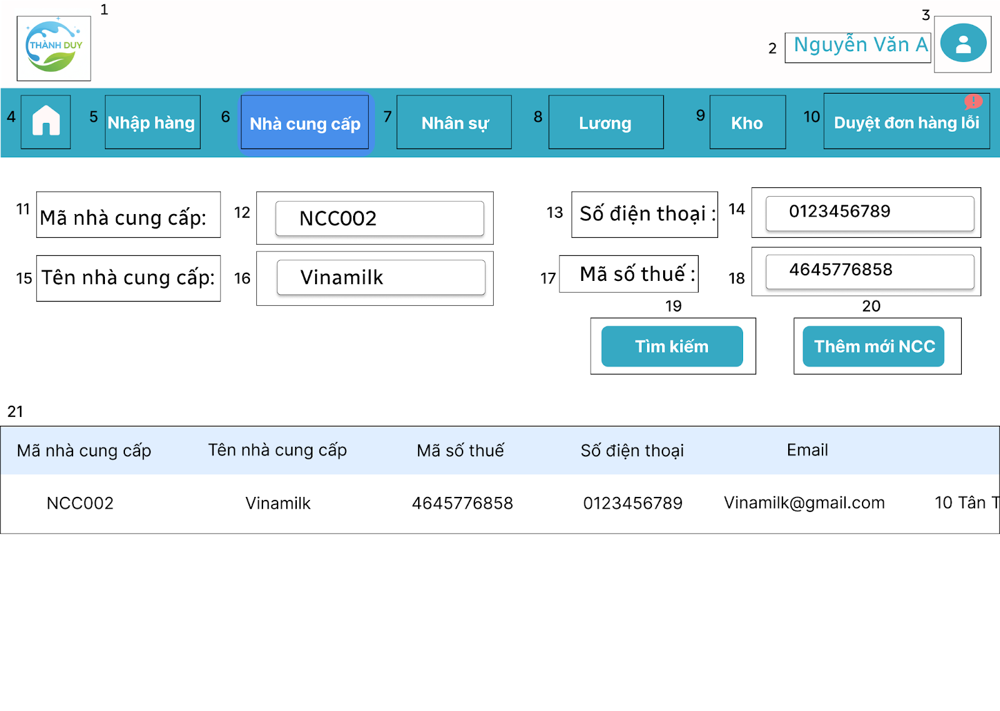 1
THÀNH DUY
2
Nguyễn Văn A
3
4
5
Nhập hàng
6
Nhà cung cấp
7
Nhân sự
8
Lương
9
Kho
10
Duyệt đơn hàng lỗi
!
11
Mã nhà cung cấp:
12
NCC002
13
Số điện thoại :
14
0123456789
15
Tên nhà cung cấp:
16
Vinamilk
17
Mã số thuế :
18
4645776858
19
Tìm kiếm
20
Thêm mới NCC
21
Mã nhà cung cấp Tên nhà cung cấp Mã số thuế Số điện thoại Email
NCC002 Vinamilk 4645776858 0123456789 Vinamilk@gmail.com 10 Tân T